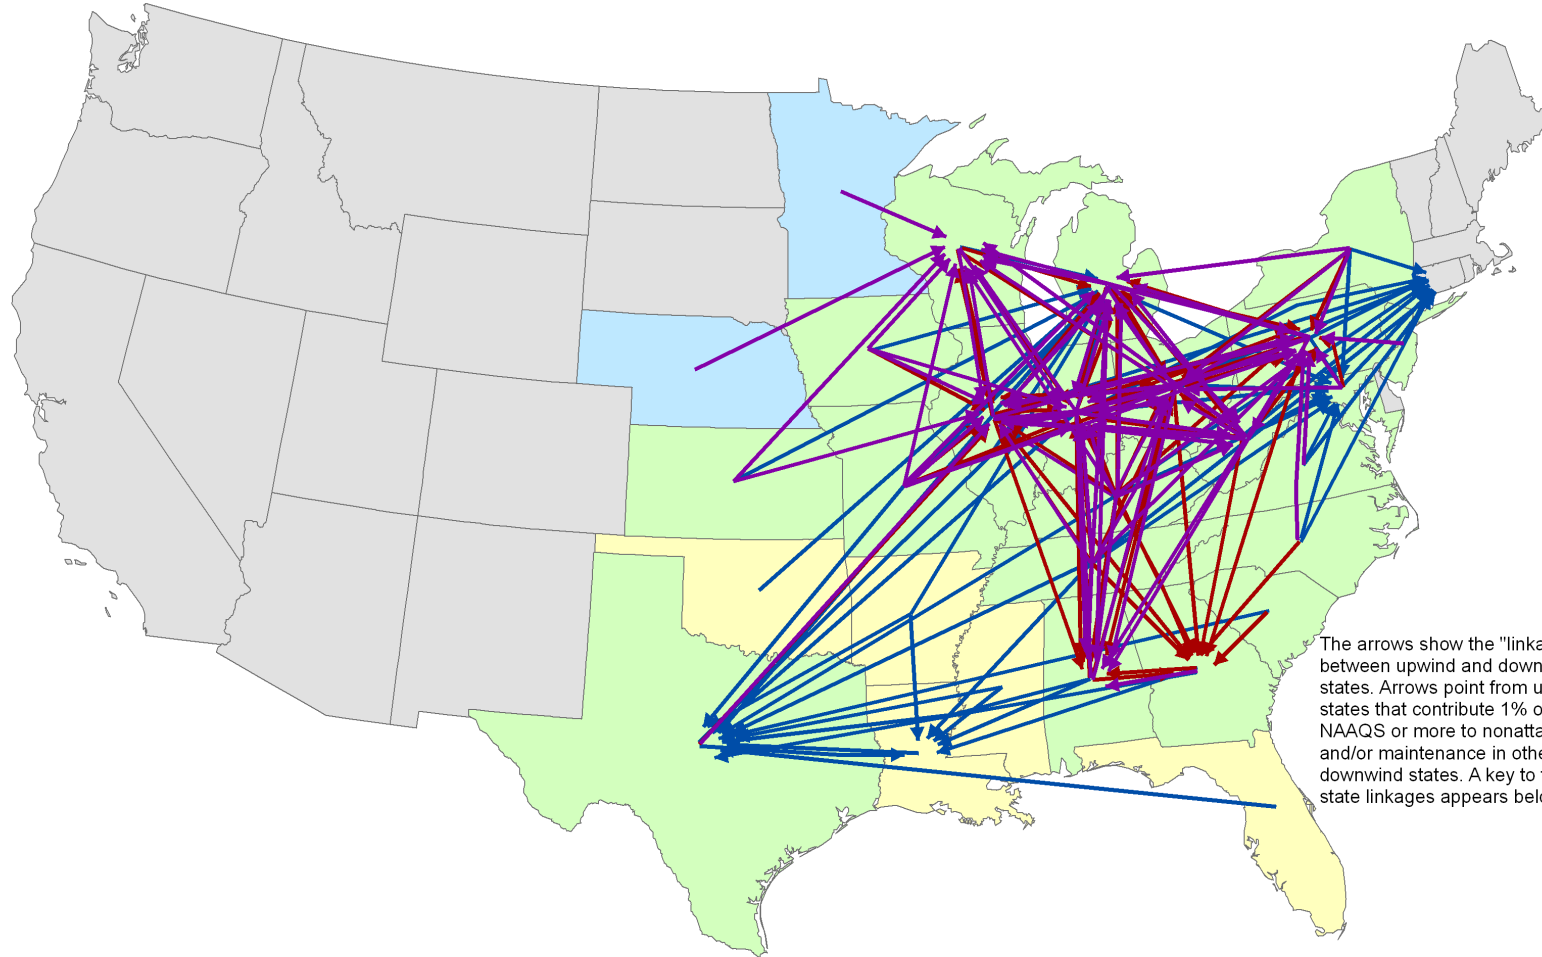 The arrows show the "linka
between upwind and down
states. Arrows point from u
states that contribute 1% o
NAAQS or more to nonatta
and/or maintenance in othe
downwind states. A key to
state linkages appears belo